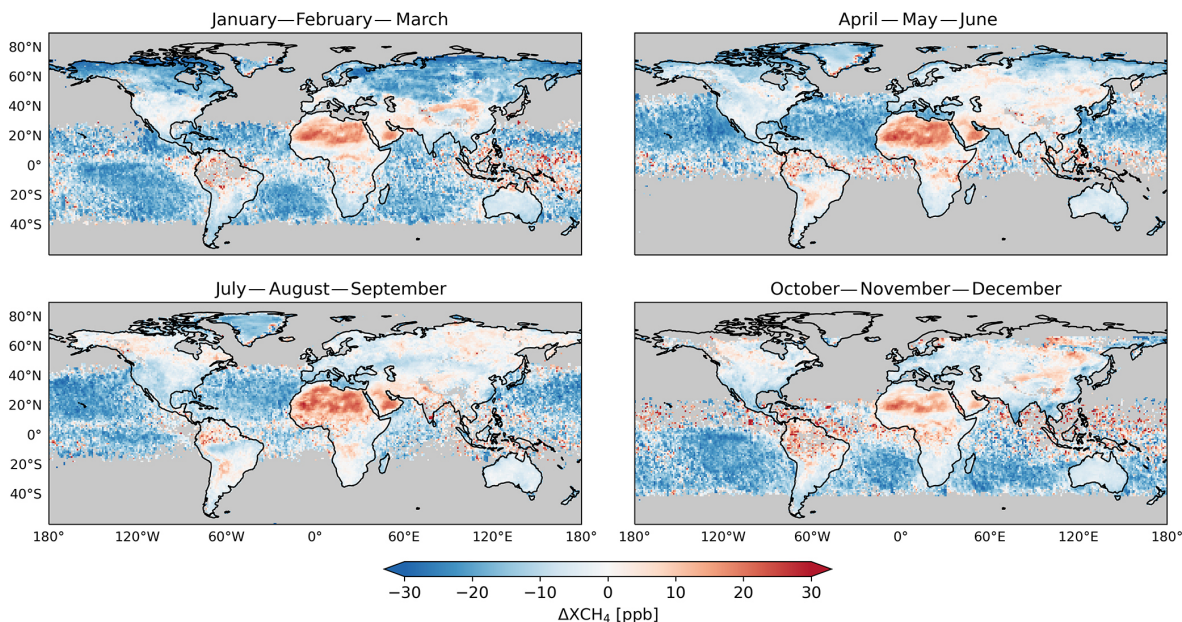 January—February— March
April — May —June
80°N
60°N
40°N
20°N
0°
20°S
40°S
July— August—September
October—November—December
80°N
60°N
40°N
20°N
0°
20°S
40°S
180° 120°W 60°W 0° 60°E 120°E 180° 180° 120°W 60°W 0° 60°E 120°E 180°
−30 −20 −10 0 10 20 30
ΔXCH₄ [ppb]